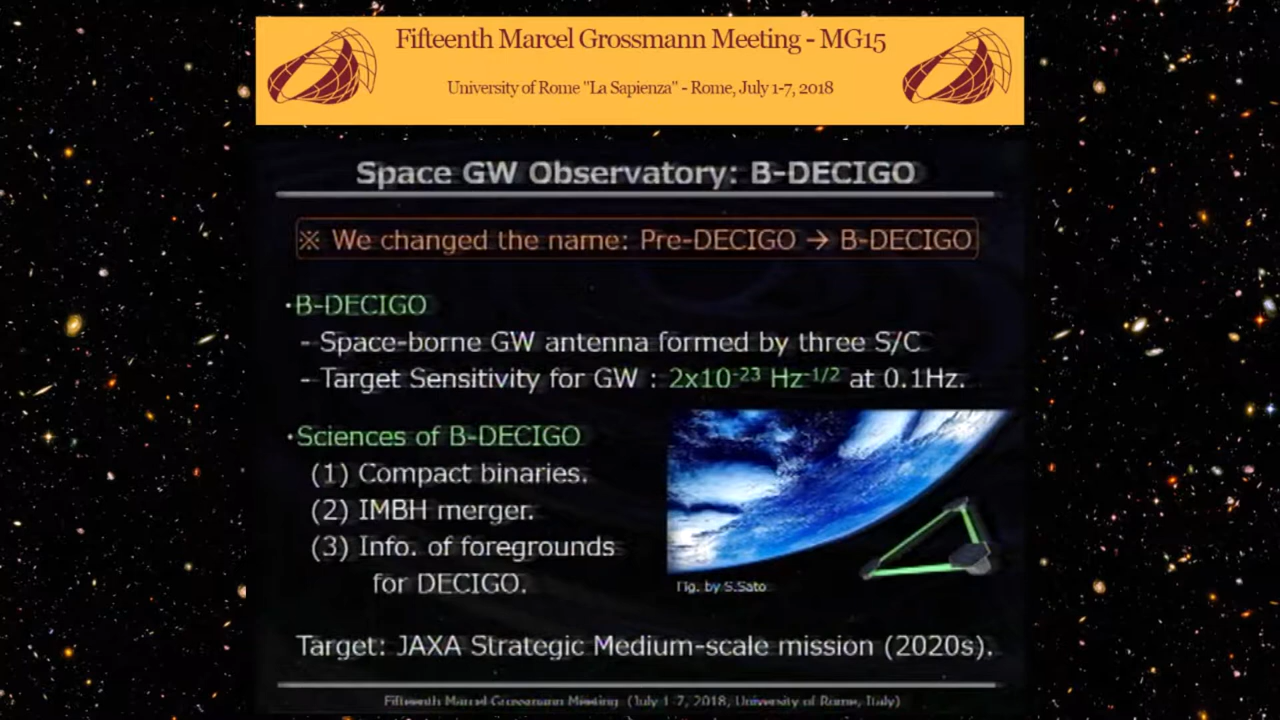 Fifteenth Marcel Grossmann Meeting - MG15
University of Rome "La Sapienza" - Rome, July 1-7, 2018
Space GW Observatory: B-DECIGO
※ We changed the name: Pre-DECIGO → B-DECIGO
・B-DECIGO
- Space-borne GW antenna formed by three S/C
- Target Sensitivity for GW : 2x10⁻²³ Hz⁻¹/² at 0.1Hz.
・Sciences of B-DECIGO
(1) Compact binaries.
(2) IMBH merger.
(3) Info. of foregrounds
for DECIGO.
Fig. by S.Sato
Target: JAXA Strategic Medium-scale mission (2020s).
Fifteenth Marcel Grossmann Meeting (July 1-7, 2018, University of Rome, Italy)